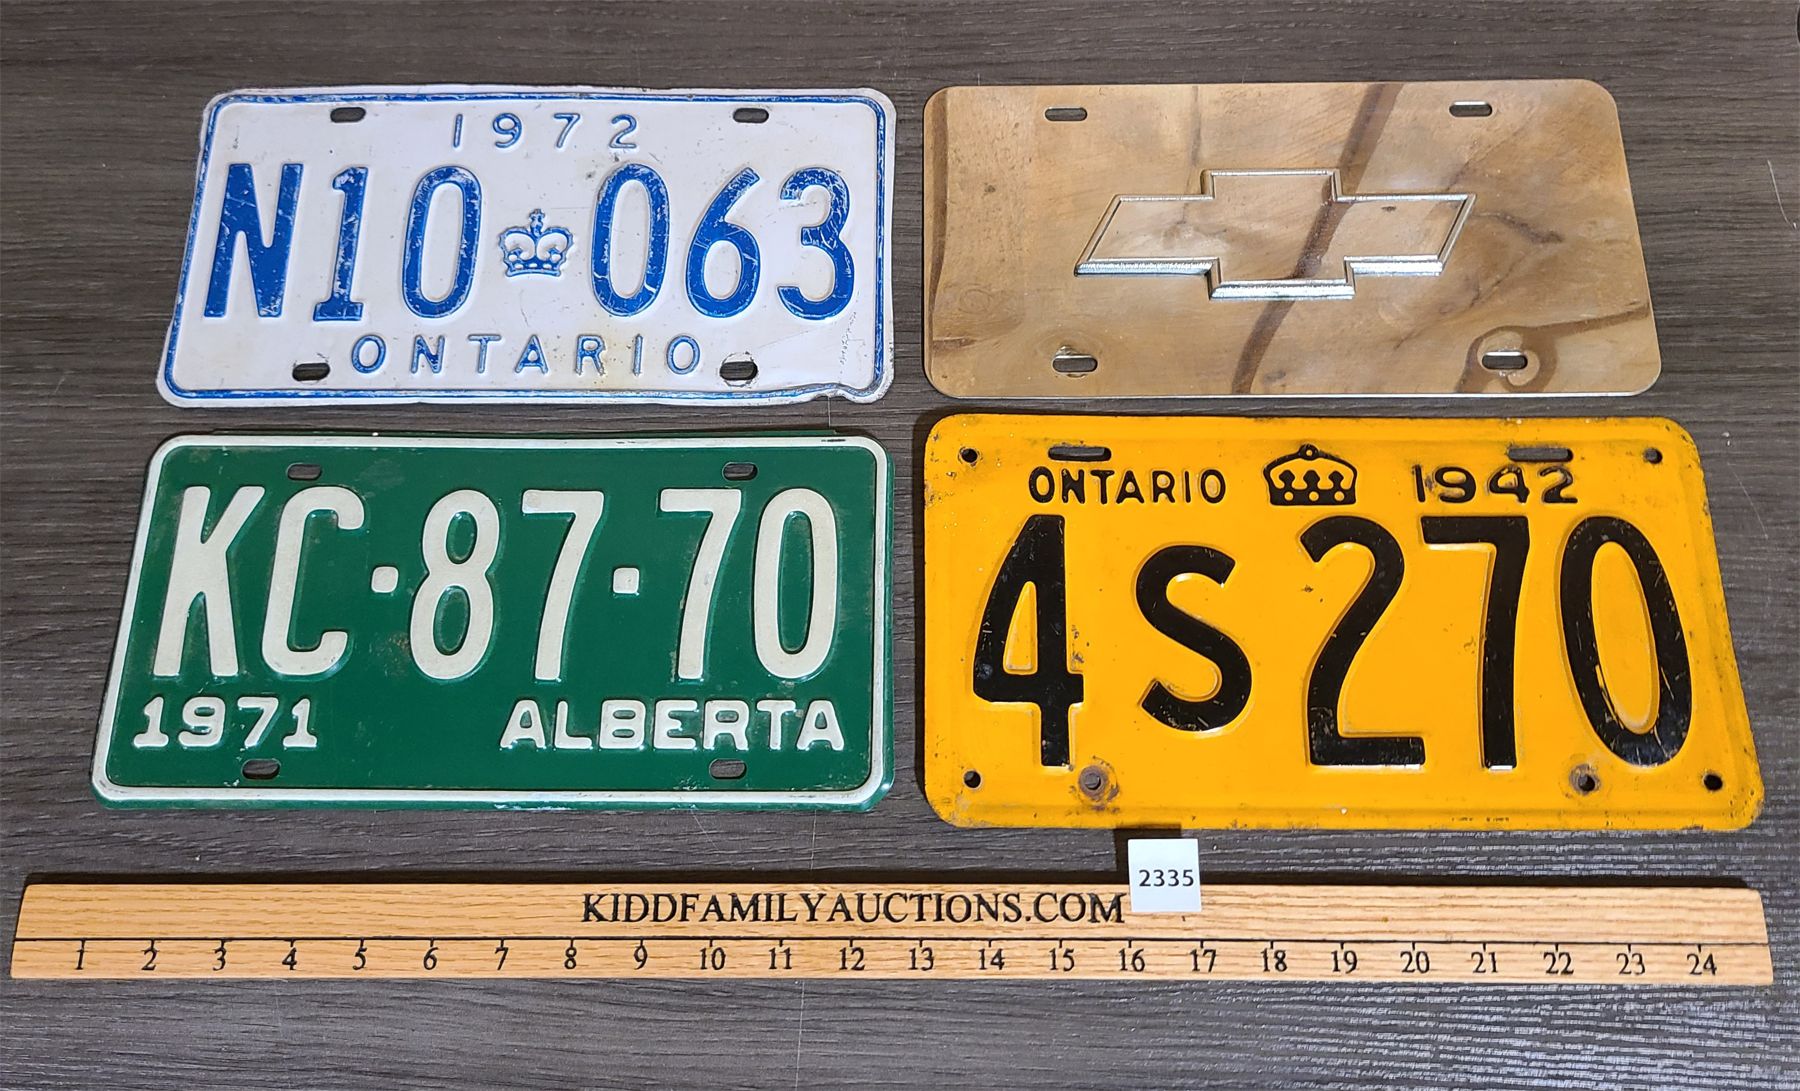 1972
N10 063
ONTARIO
KC·87·70
1971 ALBERTA
ONTARIO 1942
4S270
2335
KIDDFAMILYAUCTIONS.COM
1 2 3 4 5 6 7 8 9 10 11 12 13 14 15 16 17 18 19 20 21 22 23 24